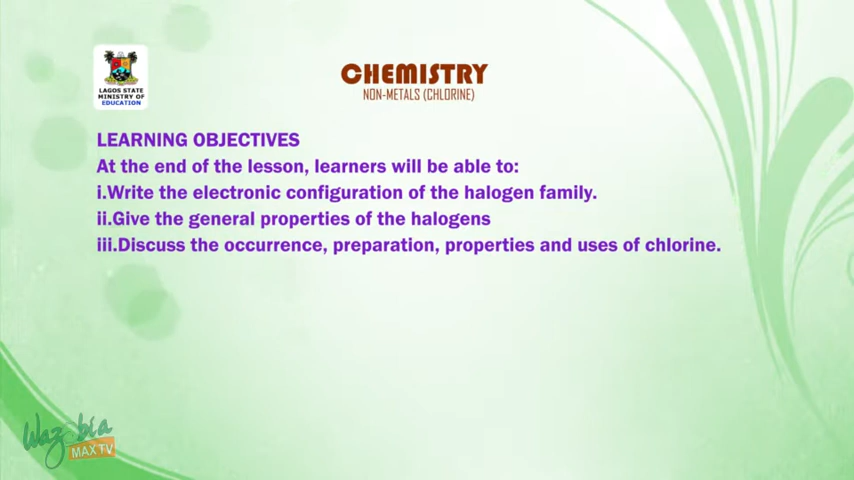 LAGOS STATE
MINISTRY OF
EDUCATION
CHEMISTRY
NON-METALS (CHLORINE)
LEARNING OBJECTIVES
At the end of the lesson, learners will be able to:
i.Write the electronic configuration of the halogen family.
ii.Give the general properties of the halogens
iii.Discuss the occurrence, preparation, properties and uses of chlorine.
Wazobia
MAX TV